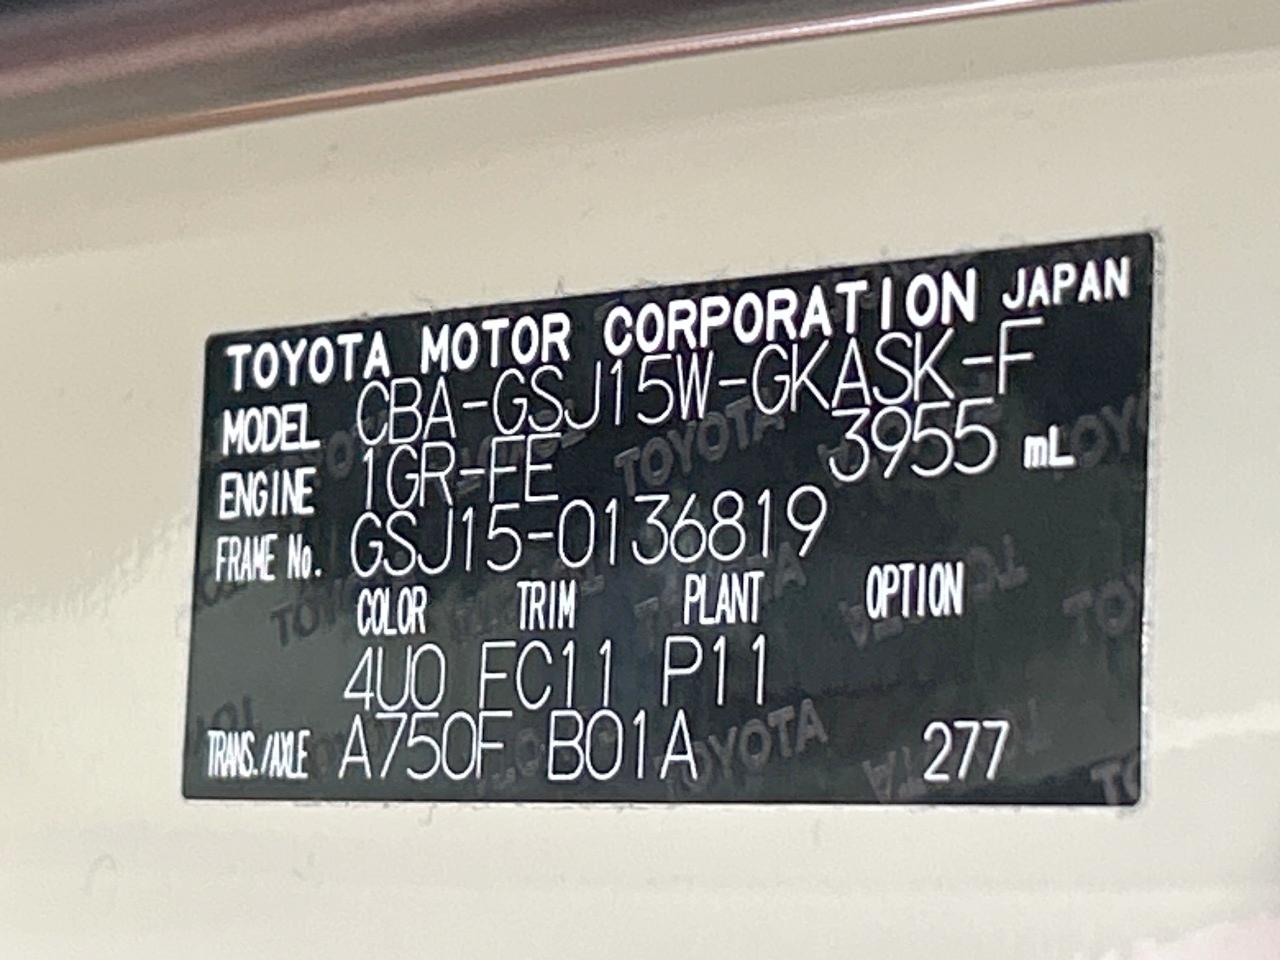 TOYOTA MOTOR CORPORATION JAPAN
MODEL CBA-GSJ15W-GKASK-F
ENGINE 1GR-FE 3955 mL
FRAME No. GSJ15-0136819
COLOR TRIM PLANT OPTION
4U0 FC11 P11
TRANS./AXLE A750F B01A 277